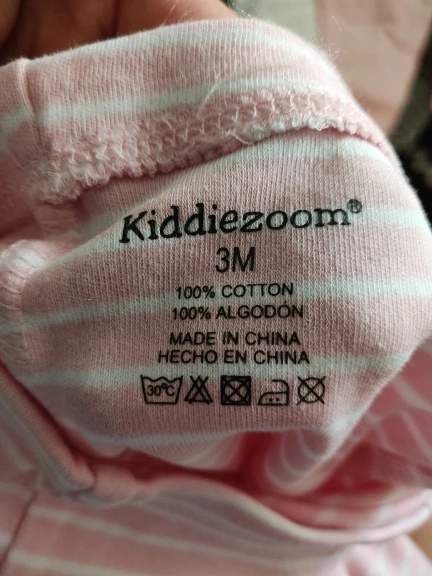 Kiddiezoom®
3M
100% COTTON
100% ALGODÓN
MADE IN CHINA
HECHO EN CHINA
30°C